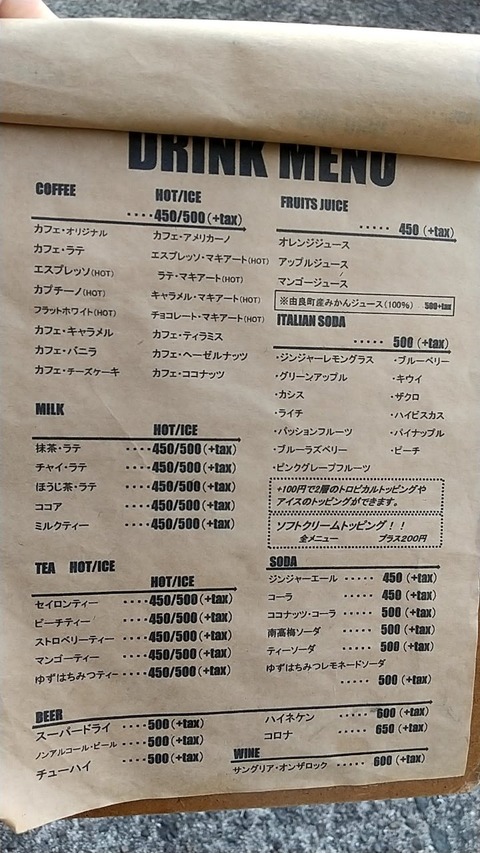 DRINK MENU
COFFEE HOT/ICE
････450/500(+tax)
カフェ・オリジナル カフェ・アメリカーノ
カフェ・ラテ エスプレッソ・マキアート(HOT)
エスプレッソ(HOT) ラテ・マキアート(HOT)
カプチーノ(HOT) キャラメル・マキアート(HOT)
フラットホワイト(HOT) チョコレート・マキアート(HOT)
カフェ・キャラメル カフェ・ティラミス
カフェ・バニラ カフェ・ヘーゼルナッツ
カフェ・チーズケーキ カフェ・ココナッツ
MILK
HOT/ICE
抹茶・ラテ ････450/500(+tax)
チャイ・ラテ ････450/500(+tax)
ほうじ茶・ラテ ････450/500(+tax)
ココア ････450/500(+tax)
ミルクティー ････450/500(+tax)
TEA HOT/ICE
HOT/ICE
セイロンティー ････450/500(+tax)
ピーチティー ････450/500(+tax)
ストロベリーティー ････450/500(+tax)
マンゴーティー ････450/500(+tax)
ゆずはちみつティー ････450/500(+tax)
FRUITS JUICE
･････ 450 (+tax)
オレンジジュース
アップルジュース
マンゴージュース
※由良町産みかんジュース(100%) 500+tax
ITALIAN SODA
･････ 500 (+tax)
・ジンジャーレモングラス ・ブルーベリー
・グリーンアップル ・キウイ
・カシス ・ザクロ
・ライチ ・ハイビスカス
・パッションフルーツ ・パイナップル
・ブルーラズベリー ・ピーチ
・ピンクグレープフルーツ
+100円で2層のトロピカルトッピングや
アイスのトッピングができます。
ソフトクリームトッピング!!
全メニュー プラス200円
SODA
ジンジャーエール ･････ 450 (+tax)
コーラ ･････ 450 (+tax)
ココナッツ・コーラ ･････ 500 (+tax)
南高梅ソーダ ･････ 500 (+tax)
ティーソーダ ･････ 500 (+tax)
ゆずはちみつレモネードソーダ
･････ 500 (+tax)
BEER
スーパードライ ････500 (+tax)
ノンアルコール・ビール ････500 (+tax)
チューハイ ････500 (+tax)
ハイネケン ･････ 600 (+tax)
コロナ ･････ 650 (+tax)
WINE
サングリア・オンザロック ･････ 600 (+tax)